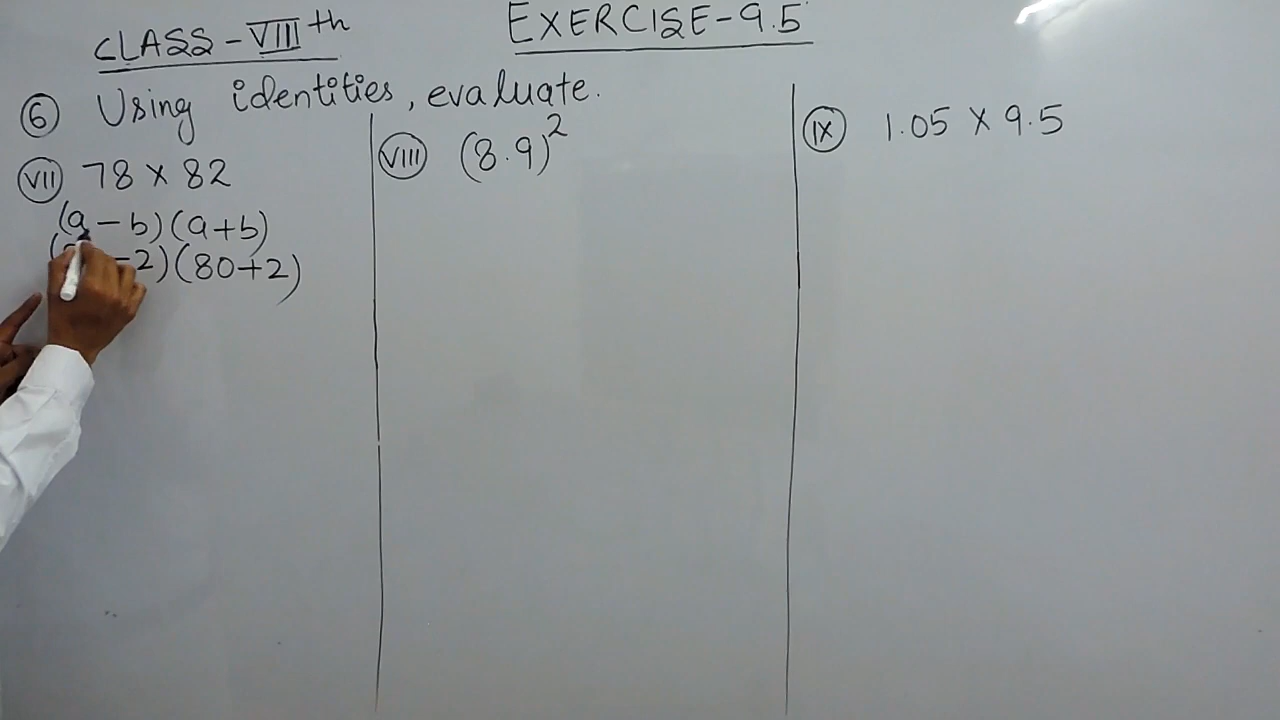 CLASS-VIIIth
EXERCISE-9.5
6 Using identities, evaluate.
VII 78 × 82
(a - b)(a+b)
-2)(80+2)
VIII (8.9)²
IX 1.05 × 9.5